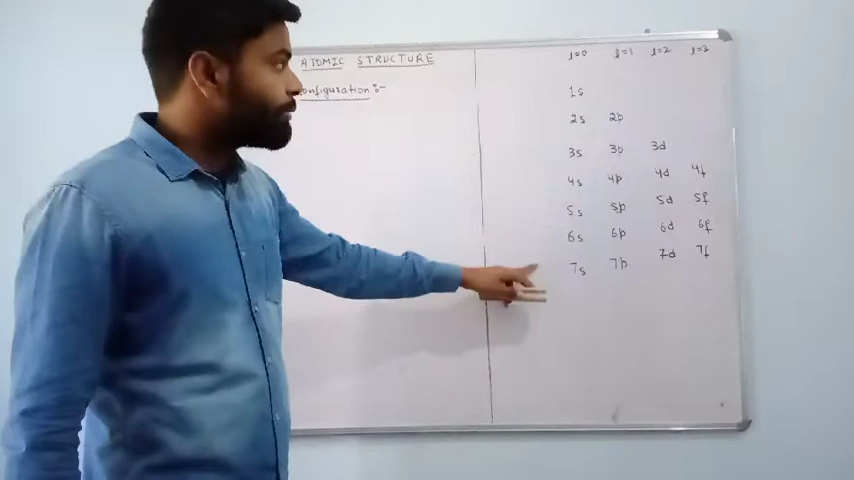 ATOMIC STRUCTURE
onfiguration :-
l=0 l=1 l=2 l=3
1s
2s 2p
3s 3p 3d
4s 4p 4d 4f
5s 5p 5d 5f
6s 6p 6d 6f
7s 7p 7d 7f